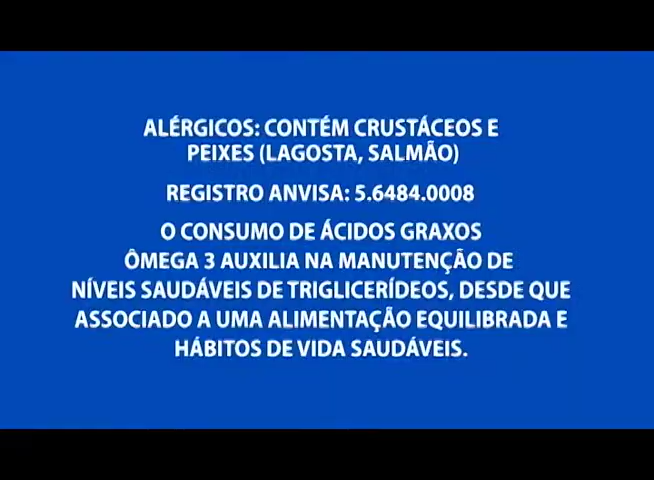 ALÉRGICOS: CONTÉM CRUSTÁCEOS E
PEIXES (LAGOSTA, SALMÃO)
REGISTRO ANVISA: 5.6484.0008
O CONSUMO DE ÁCIDOS GRAXOS
ÔMEGA 3 AUXILIA NA MANUTENÇÃO DE
NÍVEIS SAUDÁVEIS DE TRIGLICERÍDEOS, DESDE QUE
ASSOCIADO A UMA ALIMENTAÇÃO EQUILIBRADA E
HÁBITOS DE VIDA SAUDÁVEIS.